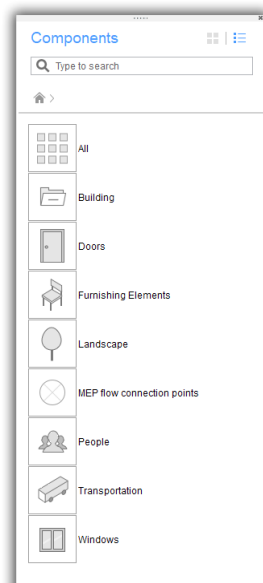 Components
Type to search
All
Building
Doors
Furnishing Elements
Landscape
MEP flow connection points
People
Transportation
Windows